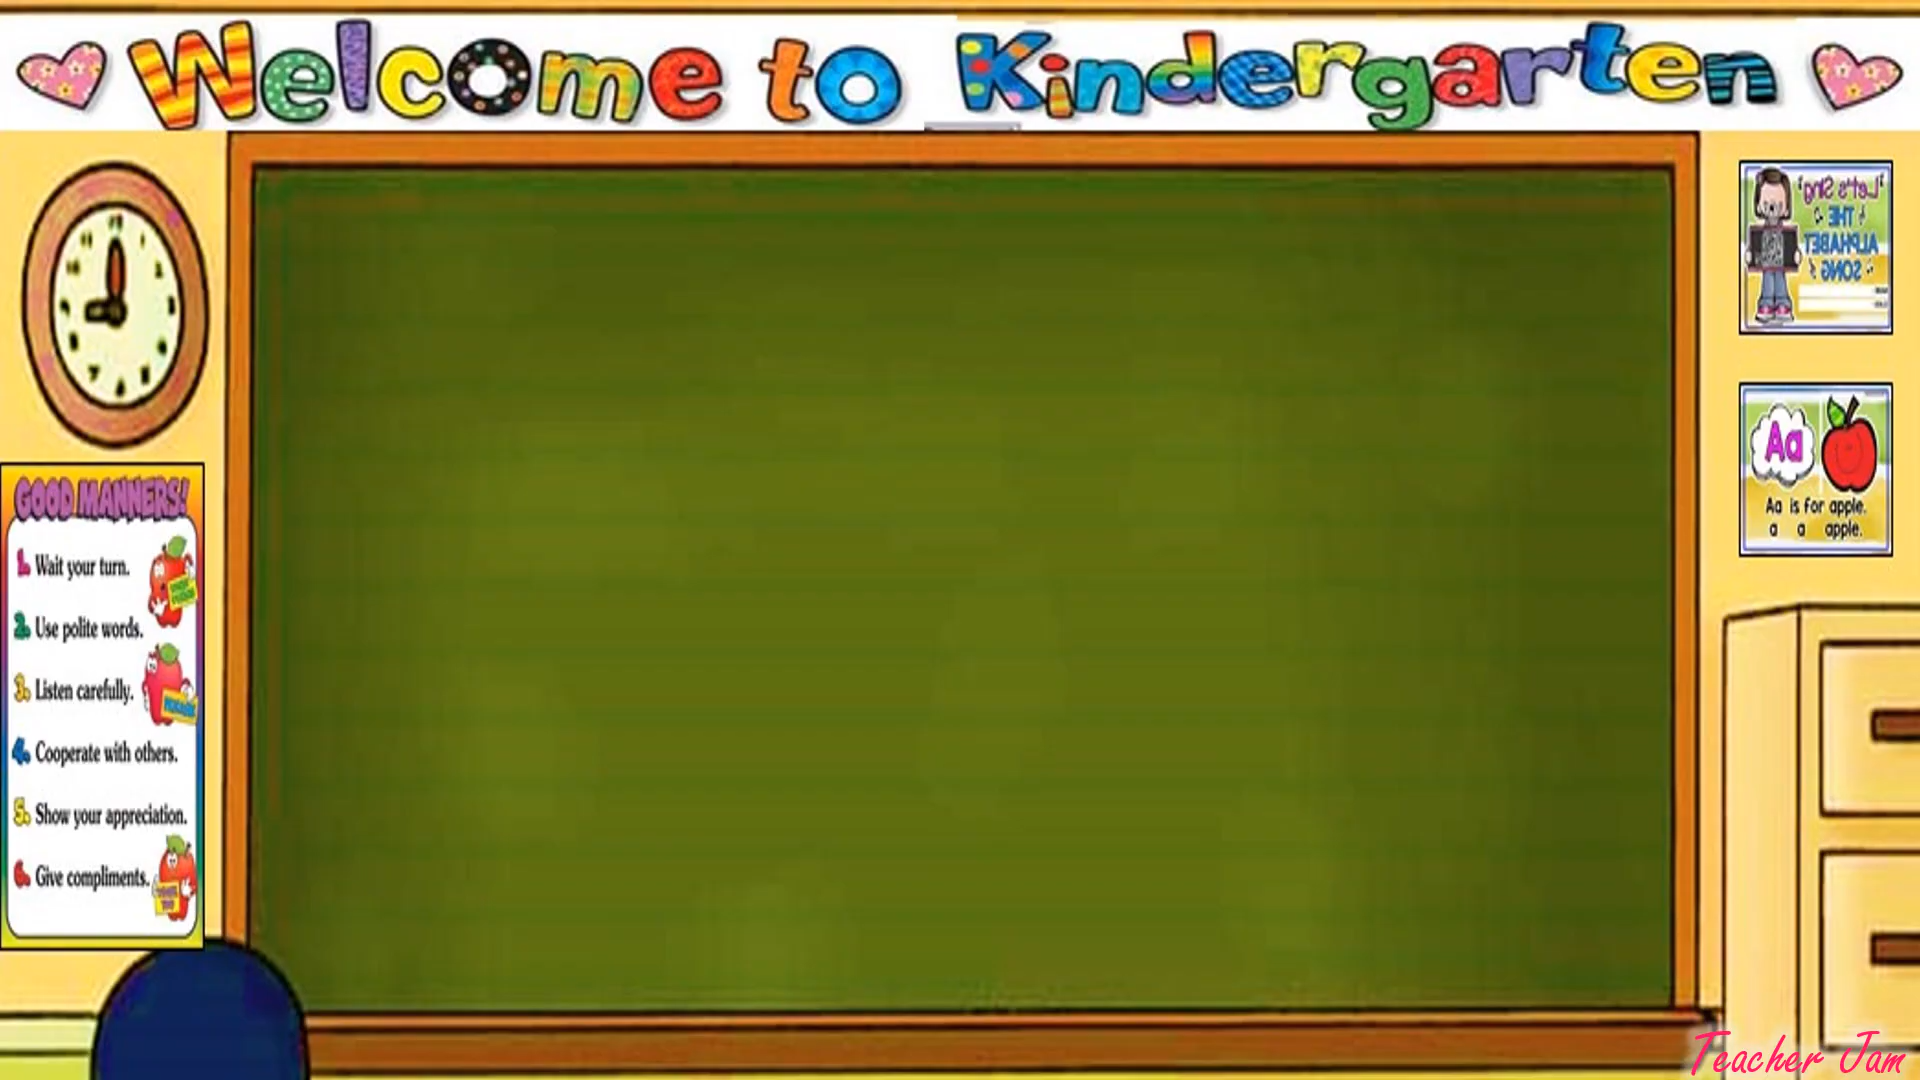 Welcome to Kindergarten
GOOD MANNERS!
1. Wait your turn.
2. Use polite words.
3. Listen carefully.
4. Cooperate with others.
5. Show your appreciation.
6. Give compliments.
"Let's Sing"
THE
ALPHABET
SONG
Aa
Aa is for apple.
a a apple.
Teacher Jam